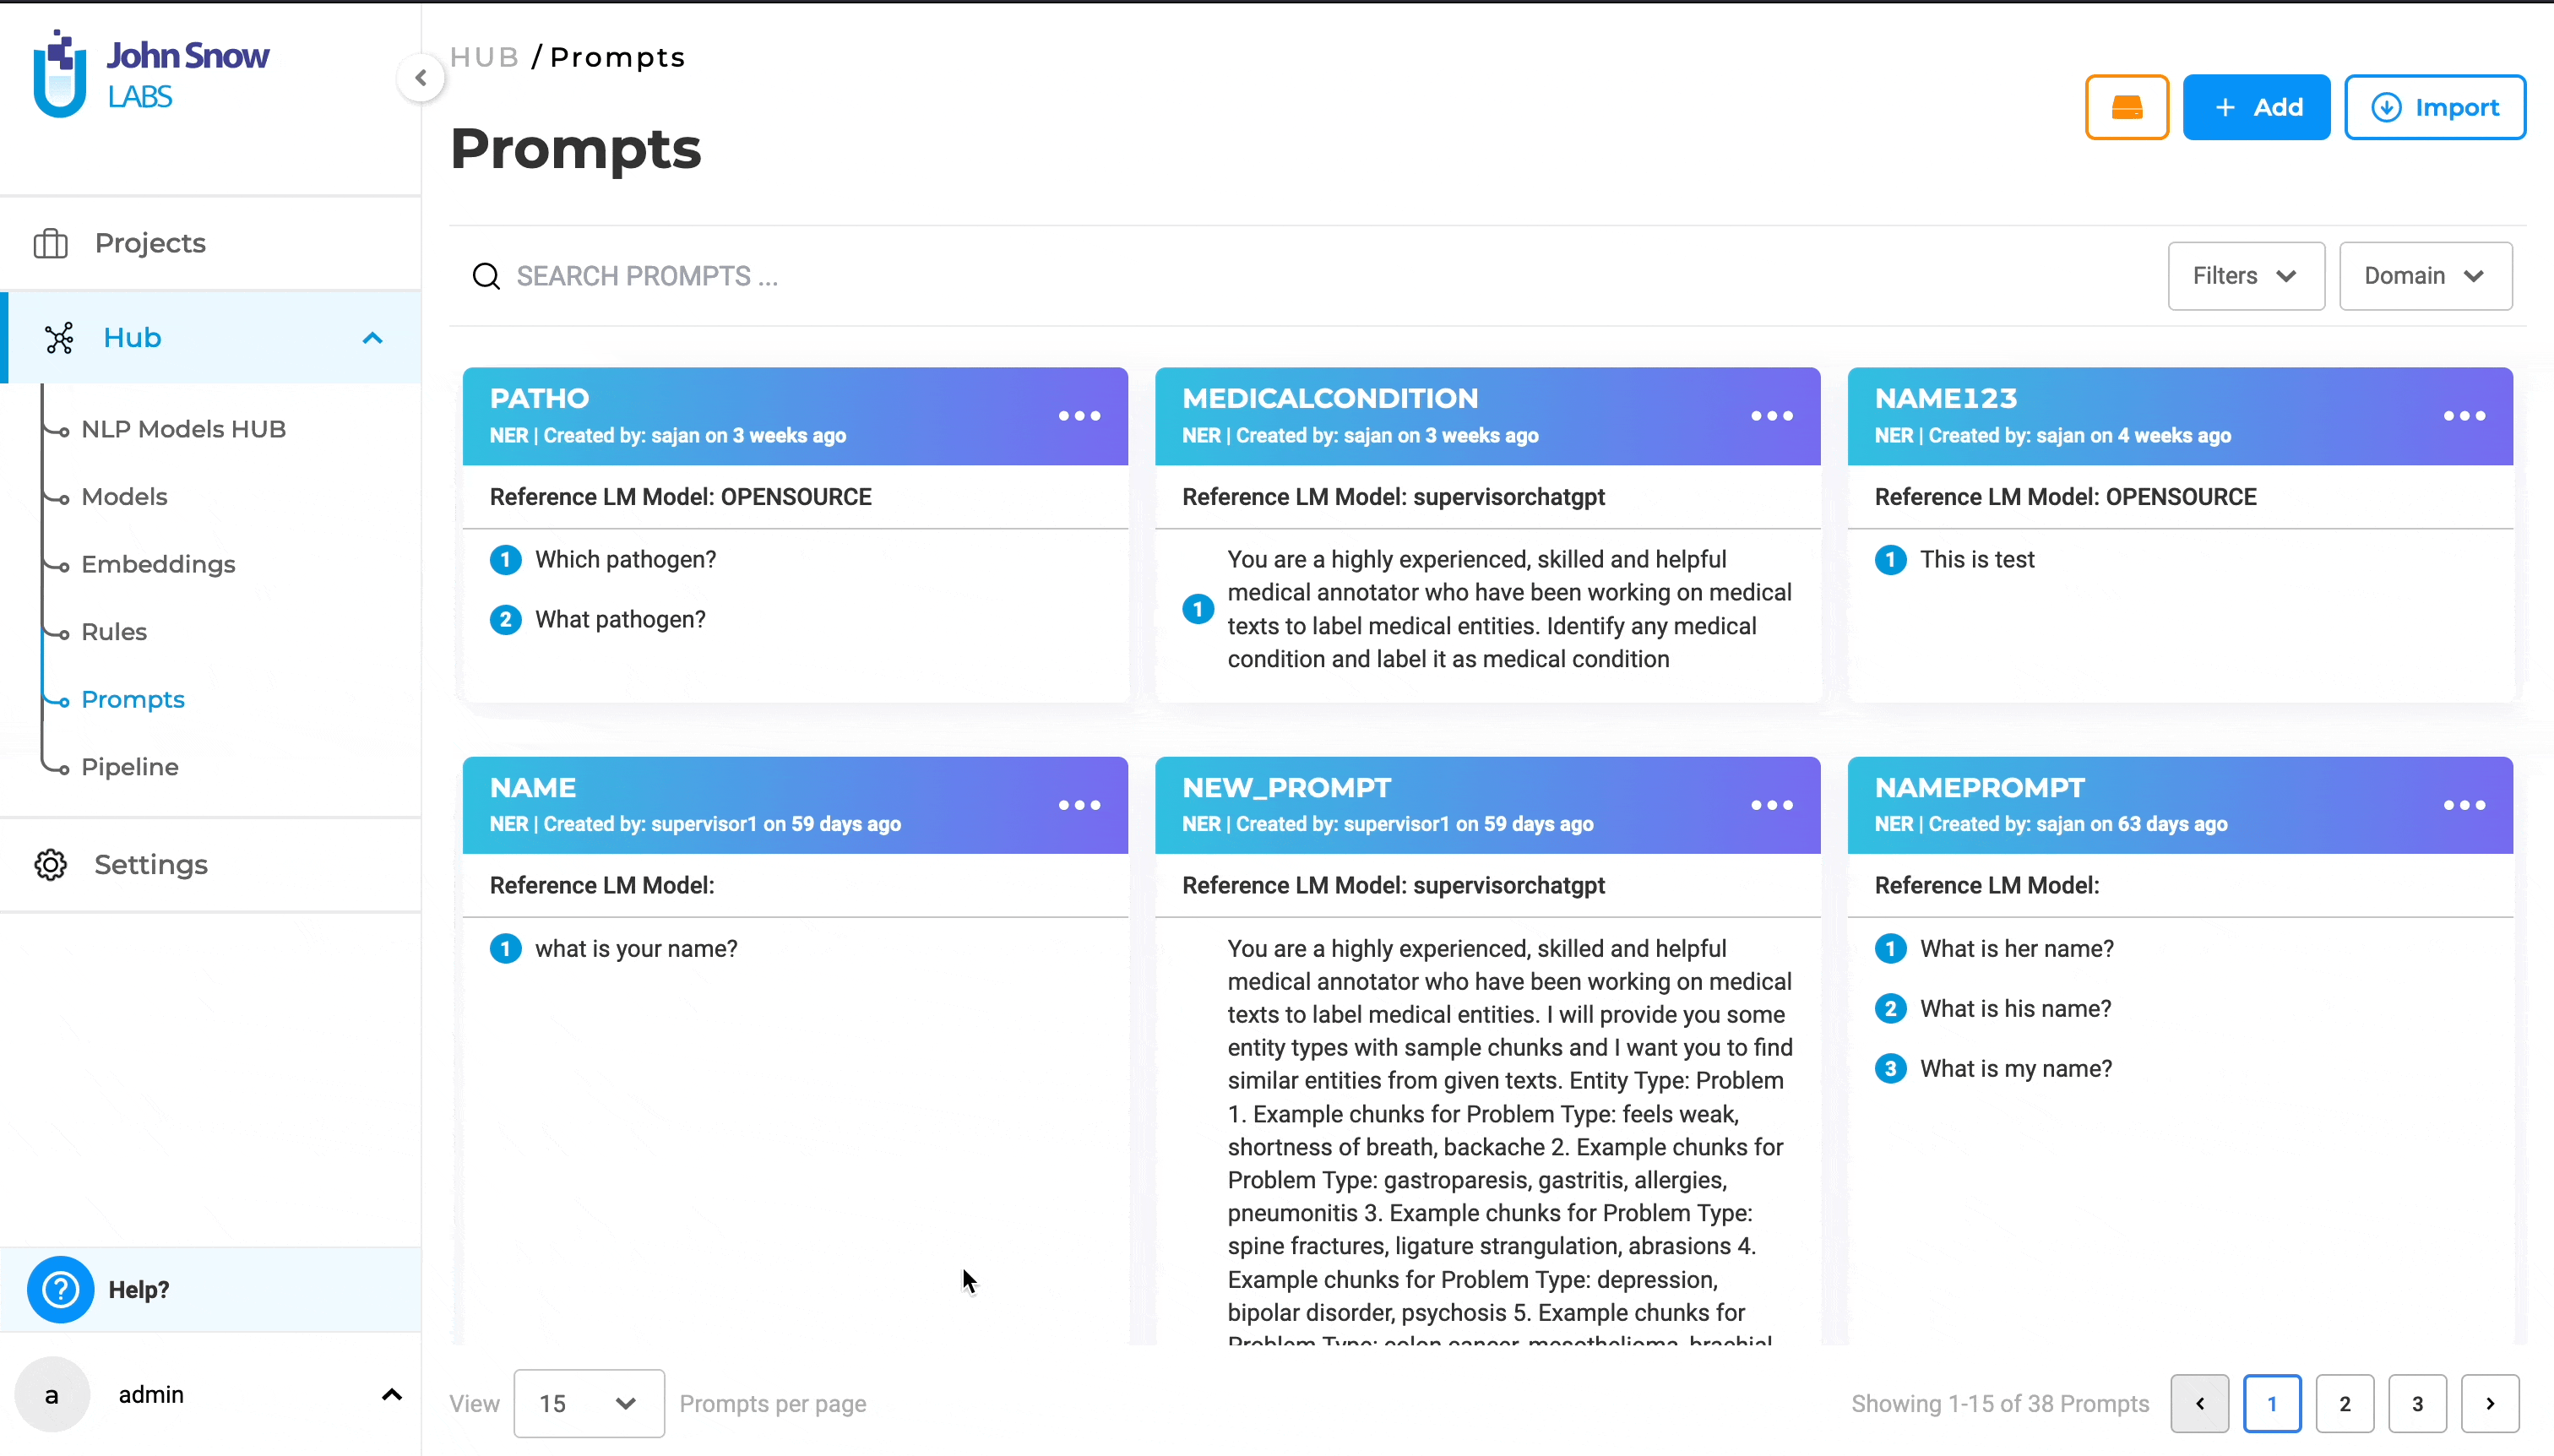 John Snow
LABS
HUB / Prompts
Prompts
+ Add
Import
Projects
SEARCH PROMPTS ...
Filters
Domain
Hub
NLP Models HUB
Models
Embeddings
Rules
Prompts
Pipeline
Settings
Help?
a
admin
PATHO
NER | Created by: sajan on 3 weeks ago
Reference LM Model: OPENSOURCE
1 Which pathogen?
2 What pathogen?
MEDICALCONDITION
NER | Created by: sajan on 3 weeks ago
Reference LM Model: supervisorchatgpt
1
You are a highly experienced, skilled and helpful
medical annotator who have been working on medical
texts to label medical entities. Identify any medical
condition and label it as medical condition
NAME123
NER | Created by: sajan on 4 weeks ago
Reference LM Model: OPENSOURCE
1 This is test
NAME
NER | Created by: supervisor1 on 59 days ago
Reference LM Model:
1 what is your name?
NEW_PROMPT
NER | Created by: supervisor1 on 59 days ago
Reference LM Model: supervisorchatgpt
You are a highly experienced, skilled and helpful
medical annotator who have been working on medical
texts to label medical entities. I will provide you some
entity types with sample chunks and I want you to find
similar entities from given texts. Entity Type: Problem
1. Example chunks for Problem Type: feels weak,
shortness of breath, backache 2. Example chunks for
Problem Type: gastroparesis, gastritis, allergies,
pneumonitis 3. Example chunks for Problem Type:
spine fractures, ligature strangulation, abrasions 4.
Example chunks for Problem Type: depression,
bipolar disorder, psychosis 5. Example chunks for
Problem Type: colon cancer, mesothelioma, brachial
NAMEPROMPT
NER | Created by: sajan on 63 days ago
Reference LM Model:
1 What is her name?
2 What is his name?
3 What is my name?
View 15 Prompts per page
Showing 1-15 of 38 Prompts
1 2 3